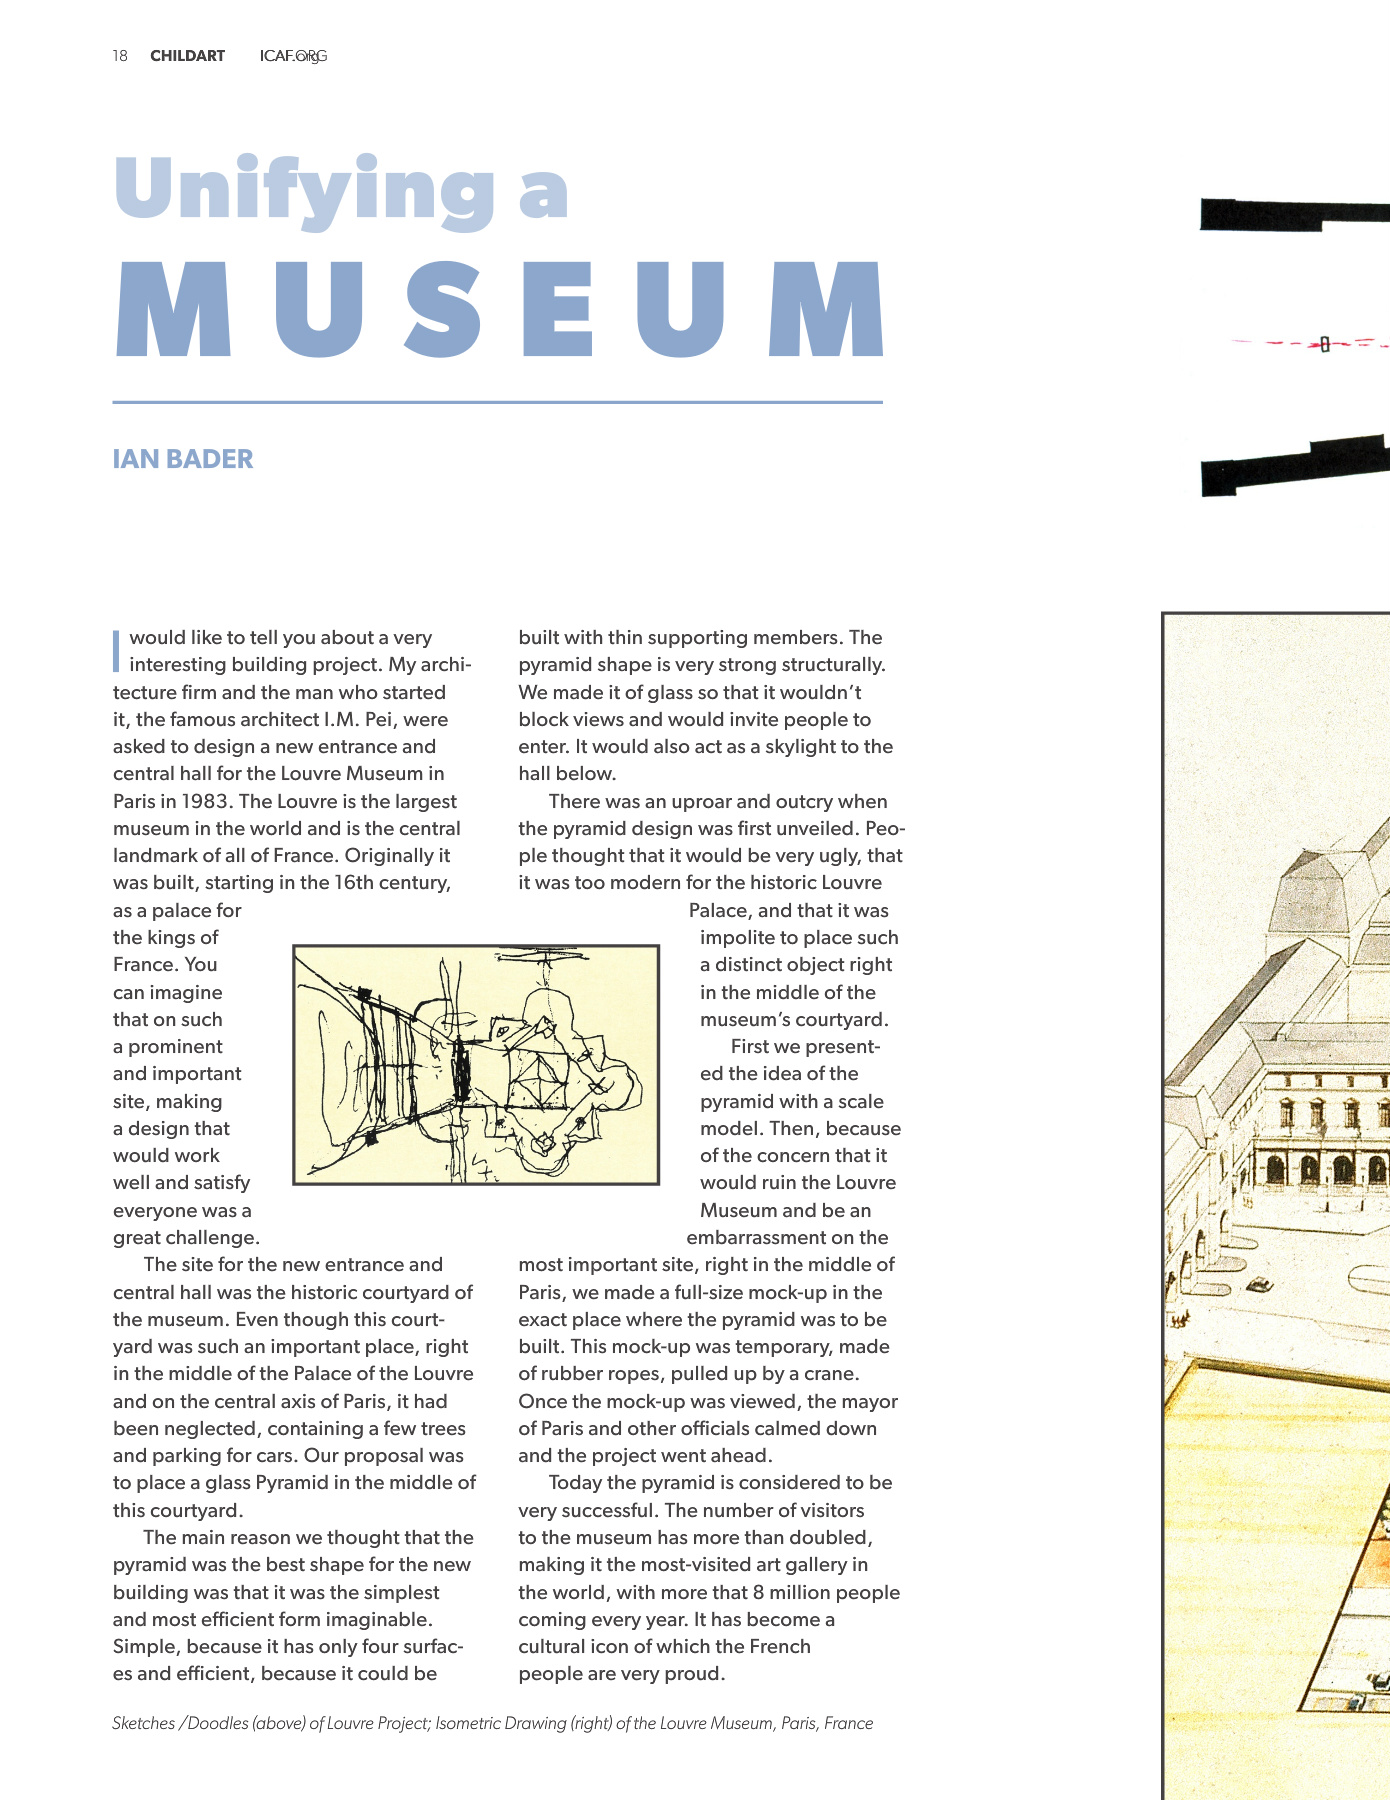 18 CHILDART ICAF.ORG
Unifying a
MUSEUM
IAN BADER
I would like to tell you about a very
interesting building project. My archi-
tecture firm and the man who started
it, the famous architect I.M. Pei, were
asked to design a new entrance and
central hall for the Louvre Museum in
Paris in 1983. The Louvre is the largest
museum in the world and is the central
landmark of all of France. Originally it
was built, starting in the 16th century,
as a palace for
the kings of
France. You
can imagine
that on such
a prominent
and important
site, making
a design that
would work
well and satisfy
everyone was a
great challenge.
The site for the new entrance and
central hall was the historic courtyard of
the museum. Even though this court-
yard was such an important place, right
in the middle of the Palace of the Louvre
and on the central axis of Paris, it had
been neglected, containing a few trees
and parking for cars. Our proposal was
to place a glass Pyramid in the middle of
this courtyard.
The main reason we thought that the
pyramid was the best shape for the new
building was that it was the simplest
and most efficient form imaginable.
Simple, because it has only four surfac-
es and efficient, because it could be
built with thin supporting members. The
pyramid shape is very strong structurally.
We made it of glass so that it wouldn't
block views and would invite people to
enter. It would also act as a skylight to the
hall below.
There was an uproar and outcry when
the pyramid design was first unveiled. Peo-
ple thought that it would be very ugly, that
it was too modern for the historic Louvre
Palace, and that it was
impolite to place such
a distinct object right
in the middle of the
museum's courtyard.
First we present-
ed the idea of the
pyramid with a scale
model. Then, because
of the concern that it
would ruin the Louvre
Museum and be an
embarrassment on the
most important site, right in the middle of
Paris, we made a full-size mock-up in the
exact place where the pyramid was to be
built. This mock-up was temporary, made
of rubber ropes, pulled up by a crane.
Once the mock-up was viewed, the mayor
of Paris and other officials calmed down
and the project went ahead.
Today the pyramid is considered to be
very successful. The number of visitors
to the museum has more than doubled,
making it the most-visited art gallery in
the world, with more that 8 million people
coming every year. It has become a
cultural icon of which the French
people are very proud.
Sketches /Doodles (above) of Louvre Project; Isometric Drawing (right) of the Louvre Museum, Paris, France